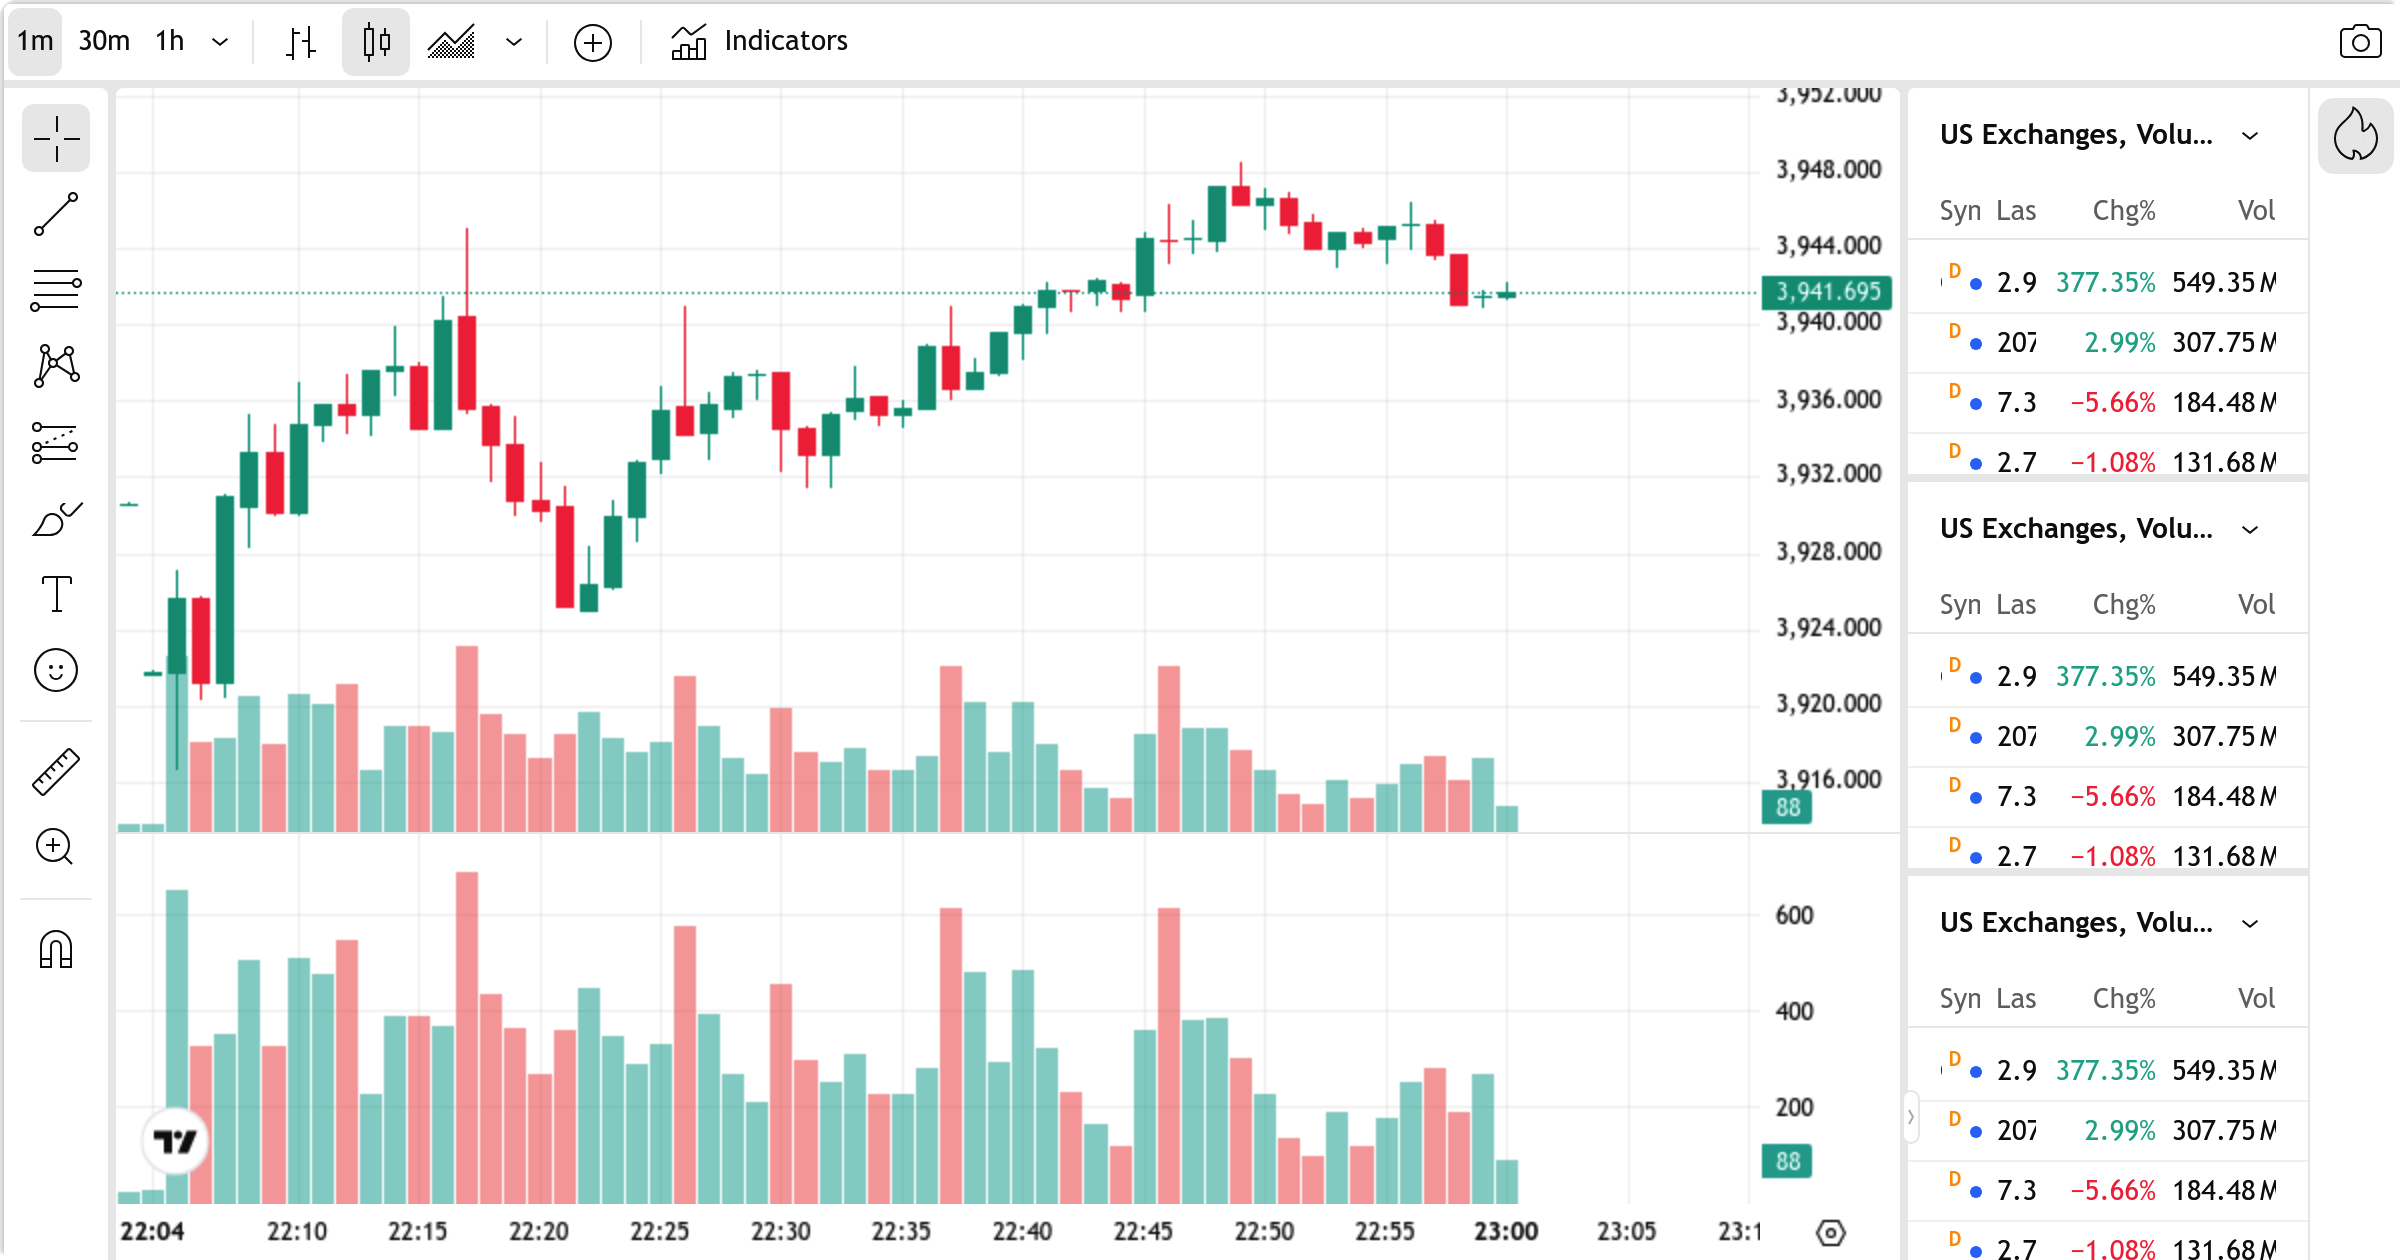 1m 30m 1h Indicators
3,952.000
3,948.000
3,944.000
3,941.695
3,940.000
3,936.000
3,932.000
3,928.000
3,924.000
3,920.000
3,916.000
88
600
400
200
88
22:04 22:10 22:15 22:20 22:25 22:30 22:35 22:40 22:45 22:50 22:55 23:00 23:05 23:1
US Exchanges, Volu...
Syn Las Chg% Vol
D 2.9 377.35% 549.35 M
D 207 2.99% 307.75 M
D 7.3 −5.66% 184.48 M
D 2.7 −1.08% 131.68 M
US Exchanges, Volu...
Syn Las Chg% Vol
D 2.9 377.35% 549.35 M
D 207 2.99% 307.75 M
D 7.3 −5.66% 184.48 M
D 2.7 −1.08% 131.68 M
US Exchanges, Volu...
Syn Las Chg% Vol
D 2.9 377.35% 549.35 M
D 207 2.99% 307.75 M
D 7.3 −5.66% 184.48 M
D 2.7 −1.08% 131.68 M